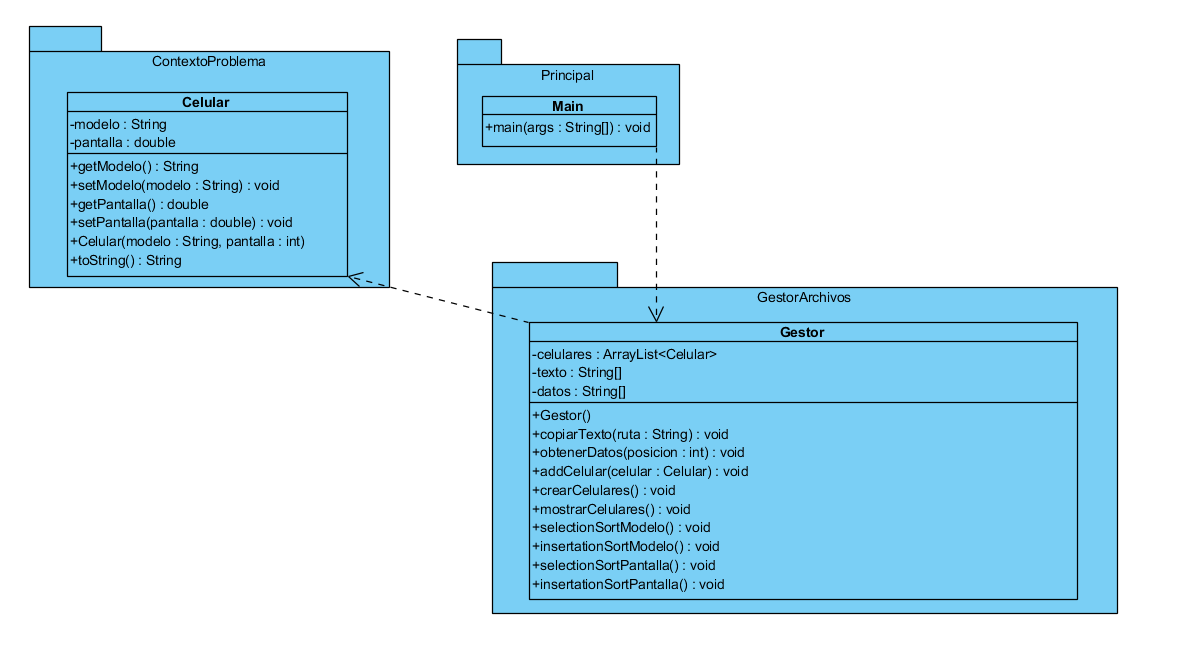 ContextoProblema
Celular
-modelo : String
-pantalla : double
+getModelo() : String
+setModelo(modelo : String) : void
+getPantalla() : double
+setPantalla(pantalla : double) : void
+Celular(modelo : String, pantalla : int)
+toString() : String
Principal
Main
+main(args : String[]) : void
GestorArchivos
Gestor
-celulares : ArrayList<Celular>
-texto : String[]
-datos : String[]
+Gestor()
+copiarTexto(ruta : String) : void
+obtenerDatos(posicion : int) : void
+addCelular(celular : Celular) : void
+crearCelulares() : void
+mostrarCelulares() : void
+selectionSortModelo() : void
+insertationSortModelo() : void
+selectionSortPantalla() : void
+insertationSortPantalla() : void